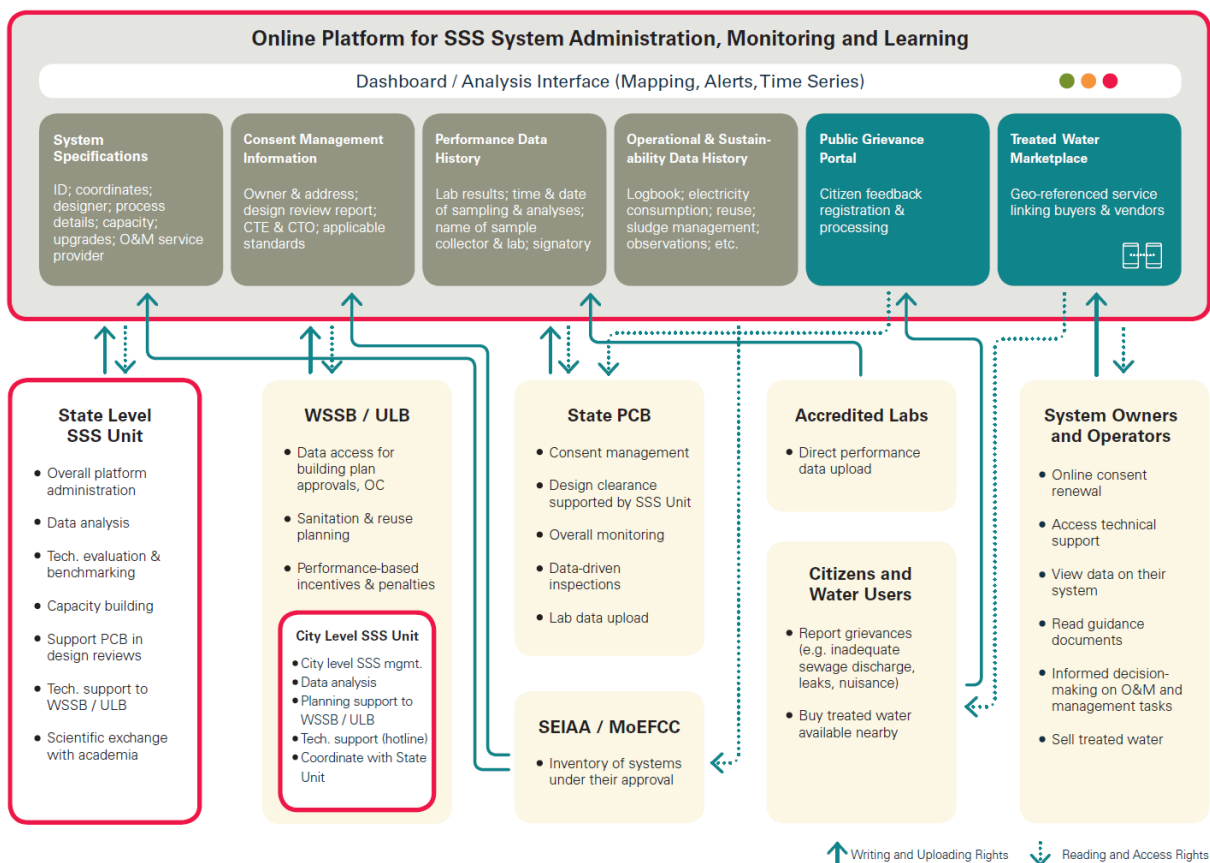 Online Platform for SSS System Administration, Monitoring and Learning
Dashboard / Analysis Interface (Mapping, Alerts, Time Series)
System
Specifications
ID; coordinates;
designer; process
details; capacity;
upgrades; O&M service
provider
Consent Management
Information
Owner & address;
design review report;
CTE & CTO; applicable
standards
Performance Data
History
Lab results; time & date
of sampling & analyses;
name of sample
collector & lab; signatory
Operational & Sustain-
ability Data History
Logbook; electricity
consumption; reuse;
sludge management;
observations; etc.
Public Grievance
Portal
Citizen feedback
registration &
processing
Treated Water
Marketplace
Geo-referenced service
linking buyers & vendors
State Level
SSS Unit
• Overall platform
administration
• Data analysis
• Tech. evaluation &
benchmarking
• Capacity building
• Support PCB in
design reviews
• Tech. support to
WSSB / ULB
• Scientific exchange
with academia
WSSB / ULB
• Data access for
building plan
approvals, OC
• Sanitation & reuse
planning
• Performance-based
incentives & penalties
City Level SSS Unit
• City level SSS mgmt.
• Data analysis
• Planning support to
WSSB / ULB
• Tech. support (hotline)
• Coordinate with State
Unit
State PCB
• Consent management
• Design clearance
supported by SSS Unit
• Overall monitoring
• Data-driven
inspections
• Lab data upload
SEIAA / MoEFCC
• Inventory of systems
under their approval
Accredited Labs
• Direct performance
data upload
Citizens and
Water Users
• Report grievances
(e.g. inadequate
sewage discharge,
leaks, nuisance)
• Buy treated water
available nearby
System Owners
and Operators
• Online consent
renewal
• Access technical
support
• View data on their
system
• Read guidance
documents
• Informed decision-
making on O&M and
management tasks
• Sell treated water
Writing and Uploading Rights
Reading and Access Rights